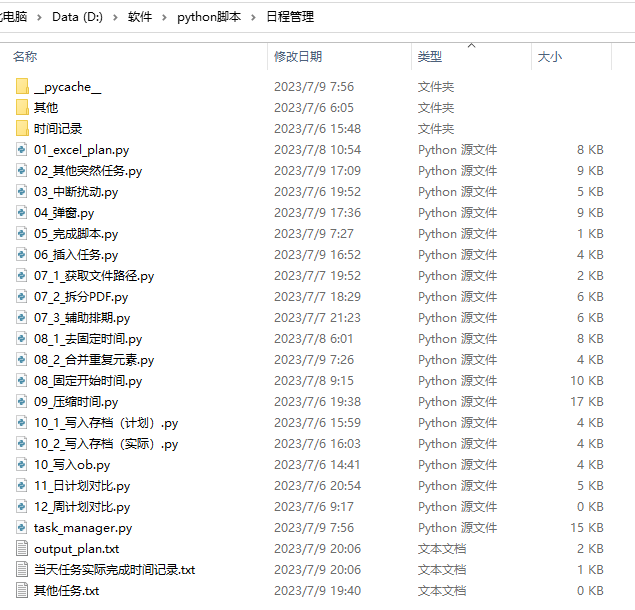 电脑 › Data (D:) › 软件 › python脚本 › 日程管理
名称 修改日期 类型 大小
__pycache__ 2023/7/9 7:56 文件夹
其他 2023/7/6 6:05 文件夹
时间记录 2023/7/6 15:48 文件夹
01_excel_plan.py 2023/7/8 10:54 Python 源文件 8 KB
02_其他突然任务.py 2023/7/9 17:09 Python 源文件 9 KB
03_中断扰动.py 2023/7/6 19:52 Python 源文件 5 KB
04_弹窗.py 2023/7/9 17:36 Python 源文件 9 KB
05_完成脚本.py 2023/7/9 7:27 Python 源文件 1 KB
06_插入任务.py 2023/7/9 16:52 Python 源文件 4 KB
07_1_获取文件路径.py 2023/7/7 19:52 Python 源文件 2 KB
07_2_拆分PDF.py 2023/7/7 18:29 Python 源文件 6 KB
07_3_辅助排期.py 2023/7/7 21:23 Python 源文件 6 KB
08_1_去固定时间.py 2023/7/8 6:01 Python 源文件 8 KB
08_2_合并重复元素.py 2023/7/9 7:26 Python 源文件 4 KB
08_固定开始时间.py 2023/7/8 9:15 Python 源文件 10 KB
09_压缩时间.py 2023/7/6 19:38 Python 源文件 17 KB
10_1_写入存档（计划）.py 2023/7/6 15:59 Python 源文件 4 KB
10_2_写入存档（实际）.py 2023/7/6 16:03 Python 源文件 4 KB
10_写入ob.py 2023/7/6 14:41 Python 源文件 4 KB
11_日计划对比.py 2023/7/6 20:54 Python 源文件 5 KB
12_周计划对比.py 2023/7/6 9:17 Python 源文件 0 KB
task_manager.py 2023/7/9 7:56 Python 源文件 15 KB
output_plan.txt 2023/7/9 20:06 文本文档 2 KB
当天任务实际完成时间记录.txt 2023/7/9 20:06 文本文档 1 KB
其他任务.txt 2023/7/9 19:40 文本文档 0 KB